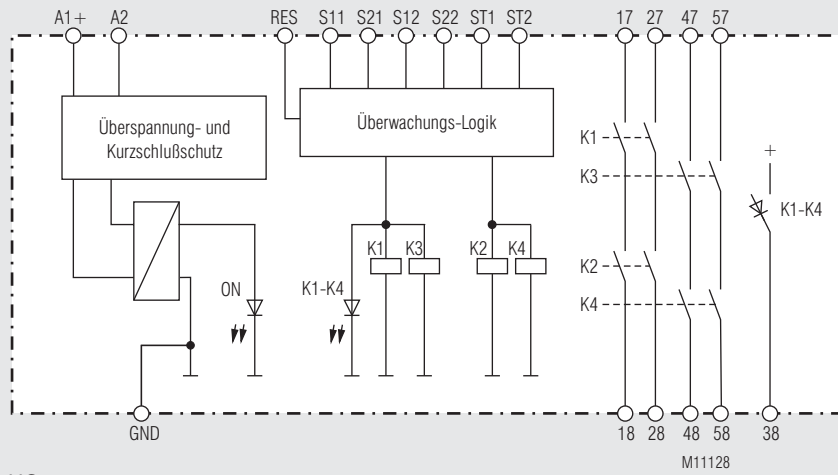 A1+ A2 RES S11 S21 S12 S22 ST1 ST2 17 27 47 57
Überspannung- und
Kurzschlußschutz
Überwachungs-Logik
K1
K3
+
K1-K4
K1 K3 K2 K4
K2
ON K1-K4
K4
GND 18 28 48 58 38
M11128